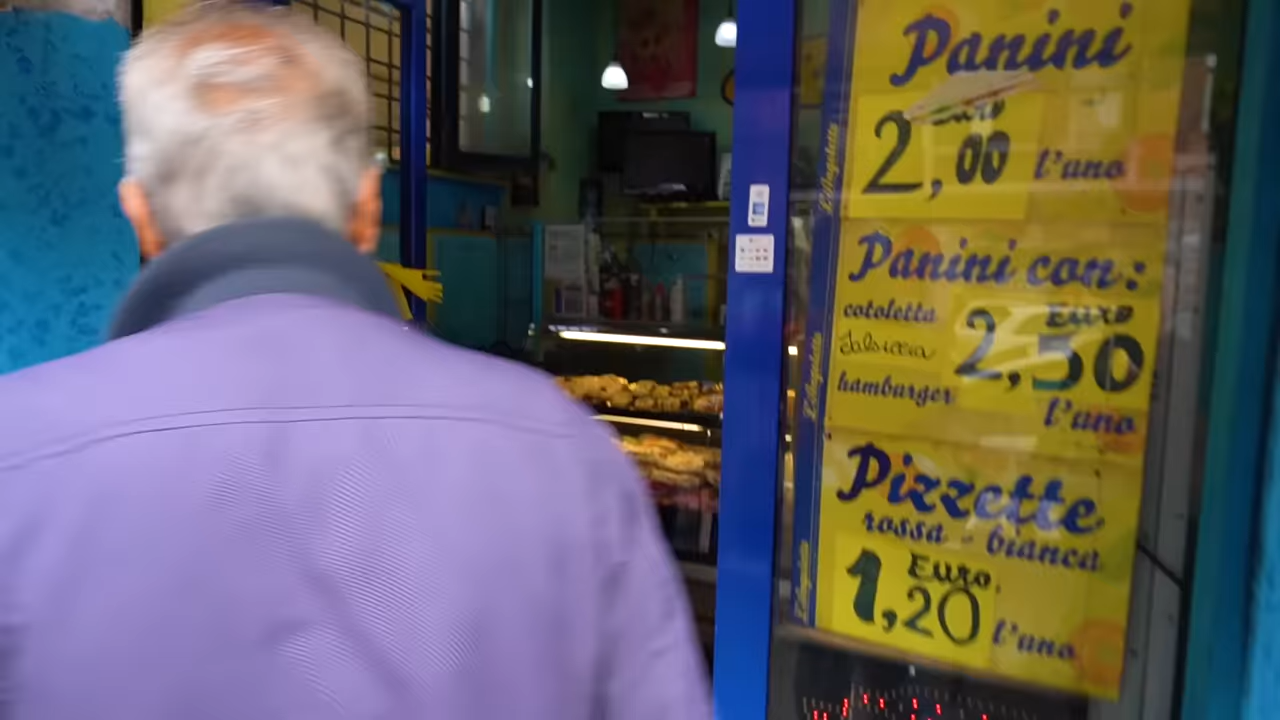 Panini
Euro
2,00 l'uno
Panini con:
cotoletta
Salsiccia
hamburger
Euro
2,50
l'uno
Pizzette
rossa - bianca
Euro.
1,20 l'uno